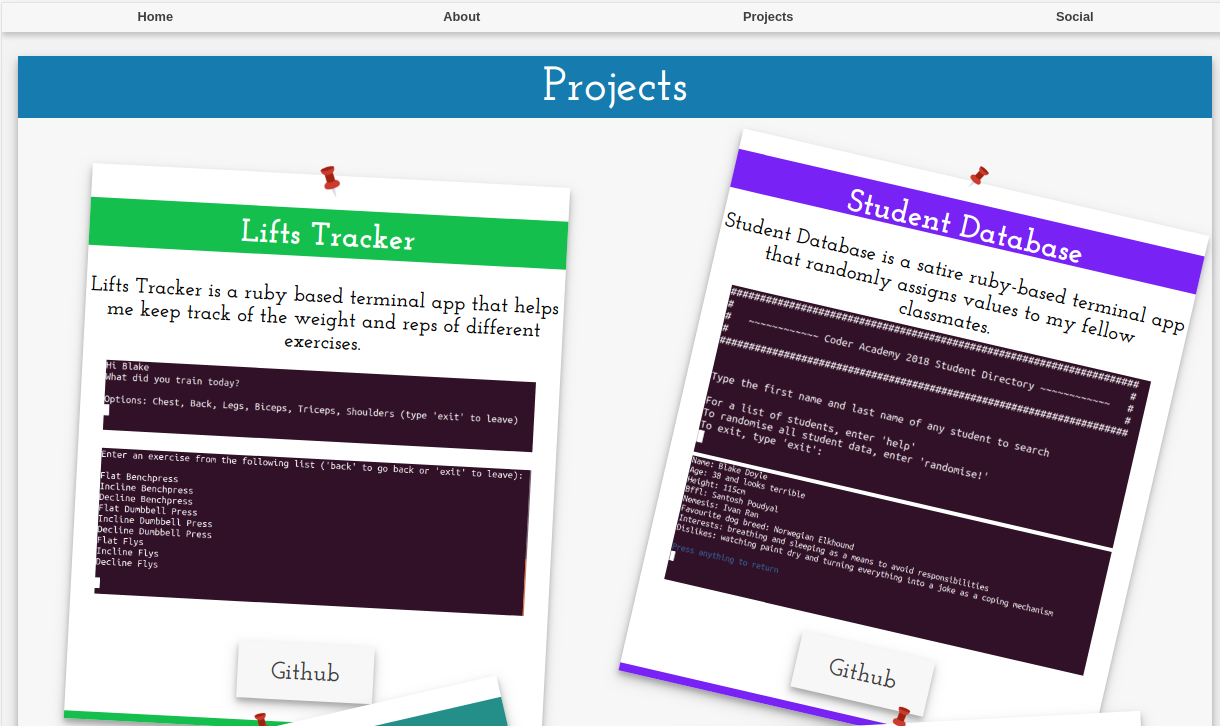 Home About Projects Social
Projects
Lifts Tracker
Lifts Tracker is a ruby based terminal app that helps
me keep track of the weight and reps of different
exercises.
Hi Blake
What did you train today?
Options: Chest, Back, Legs, Biceps, Triceps, Shoulders (type 'exit' to leave)
Enter an exercise from the following list ('back' to go back or 'exit' to leave):
Flat Benchpress
Incline Benchpress
Decline Benchpress
Flat Dumbbell Press
Incline Dumbbell Press
Decline Dumbbell Press
Flat Flys
Incline Flys
Decline Flys
Github
Student Database
Student Database is a satire ruby-based terminal app
that randomly assigns values to my fellow
classmates.
~~~~~~~~~~~~ Coder Academy 2018 Student Directory ~~~~~~~~~~~~
Type the first name and last name of any student to search
For a list of students, enter 'help'
To randomise all student data, enter 'randomise!'
To exit, type 'exit':
Name: Blake Doyle
Age: 38 and looks terrible
Height: 115cm
Bffl: Santosh Poudyal
Nemesis: Ivan Ran
Favourite dog breed: Norwegian Elkhound
Interests: breathing and sleeping as a means to avoid responsibilities
Dislikes: watching paint dry and turning everything into a joke as a coping mechanism
Press anything to return
Github